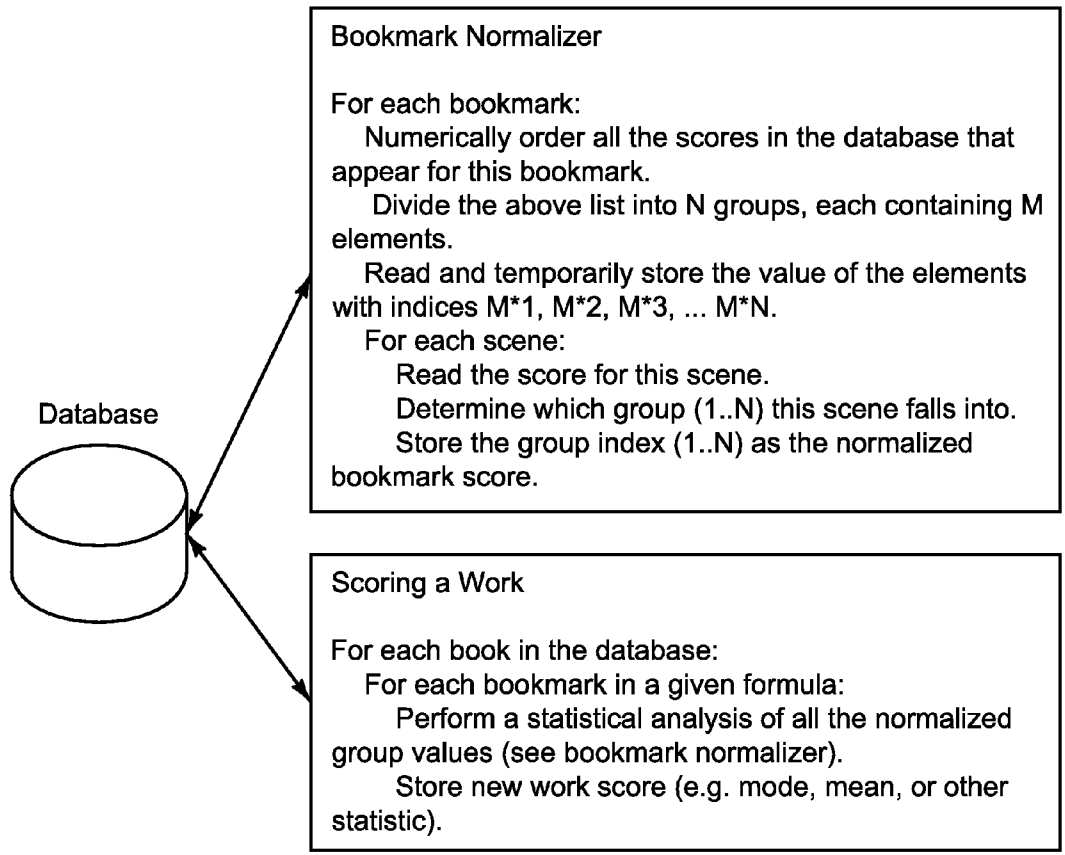 Bookmark Normalizer
For each bookmark:
Numerically order all the scores in the database that
appear for this bookmark.
Divide the above list into N groups, each containing M
elements.
Read and temporarily store the value of the elements
with indices M*1, M*2, M*3, ... M*N.
For each scene:
Read the score for this scene.
Determine which group (1..N) this scene falls into.
Store the group index (1..N) as the normalized
bookmark score.
Database
Scoring a Work
For each book in the database:
For each bookmark in a given formula:
Perform a statistical analysis of all the normalized
group values (see bookmark normalizer).
Store new work score (e.g. mode, mean, or other
statistic).